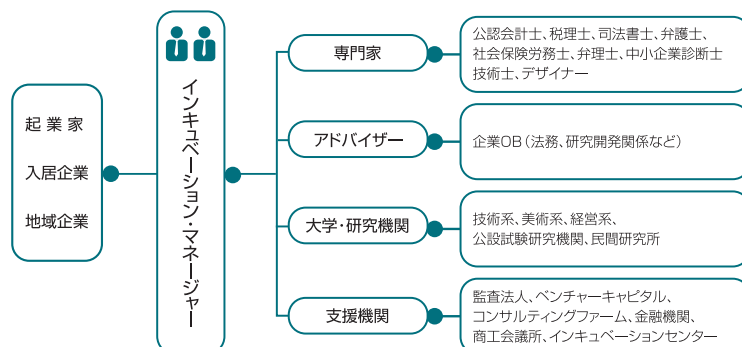 起業家
入居企業
地域企業
インキュベーション・マネージャー
専門家
公認会計士、税理士、司法書士、弁護士、
社会保険労務士、弁理士、中小企業診断士
技術士、デザイナー
アドバイザー
企業OB（法務、研究開発関係など）
大学・研究機関
技術系、美術系、経営系、
公設試験研究機関、民間研究所
支援機関
監査法人、ベンチャーキャピタル、
コンサルティングファーム、金融機関、
商工会議所、インキュベーションセンター